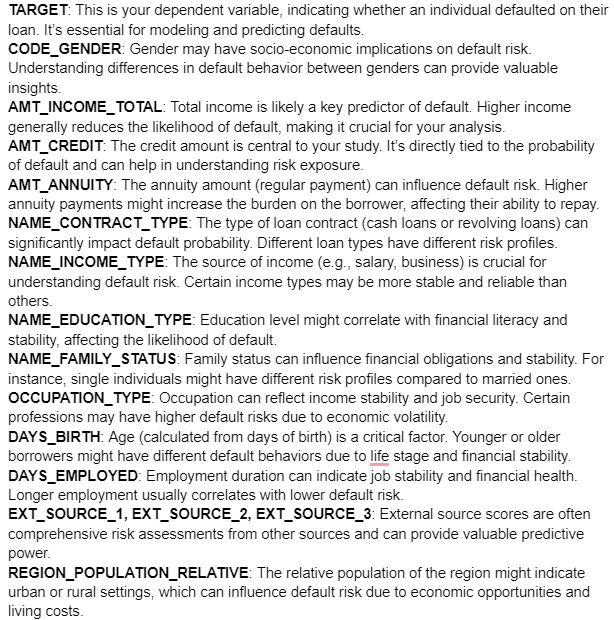 TARGET: This is your dependent variable, indicating whether an individual defaulted on their
loan. It's essential for modeling and predicting defaults.
CODE_GENDER: Gender may have socio-economic implications on default risk.
Understanding differences in default behavior between genders can provide valuable
insights.
AMT_INCOME_TOTAL: Total income is likely a key predictor of default. Higher income
generally reduces the likelihood of default, making it crucial for your analysis.
AMT_CREDIT: The credit amount is central to your study. It's directly tied to the probability
of default and can help in understanding risk exposure.
AMT_ANNUITY: The annuity amount (regular payment) can influence default risk. Higher
annuity payments might increase the burden on the borrower, affecting their ability to repay.
NAME_CONTRACT_TYPE: The type of loan contract (cash loans or revolving loans) can
significantly impact default probability. Different loan types have different risk profiles.
NAME_INCOME_TYPE: The source of income (e.g., salary, business) is crucial for
understanding default risk. Certain income types may be more stable and reliable than
others.
NAME_EDUCATION_TYPE: Education level might correlate with financial literacy and
stability, affecting the likelihood of default.
NAME_FAMILY_STATUS: Family status can influence financial obligations and stability. For
instance, single individuals might have different risk profiles compared to married ones.
OCCUPATION_TYPE: Occupation can reflect income stability and job security. Certain
professions may have higher default risks due to economic volatility.
DAYS_BIRTH: Age (calculated from days of birth) is a critical factor. Younger or older
borrowers might have different default behaviors due to life stage and financial stability.
DAYS_EMPLOYED: Employment duration can indicate job stability and financial health.
Longer employment usually correlates with lower default risk.
EXT_SOURCE_1, EXT_SOURCE_2, EXT_SOURCE_3: External source scores are often
comprehensive risk assessments from other sources and can provide valuable predictive
power.
REGION_POPULATION_RELATIVE: The relative population of the region might indicate
urban or rural settings, which can influence default risk due to economic opportunities and
living costs.